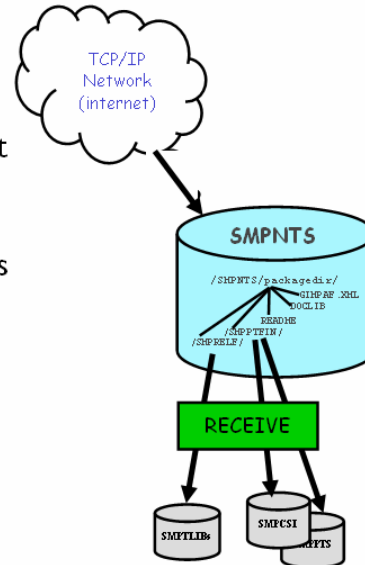 TCP/IP
Network
(internet)
t
s
SMPNTS
/SMPNTS/packagedir/
GIMPAF.XML
DOCLIB
README
/SMPPTFIN/
/SMPRELF/
RECEIVE
SMPTLIBs
SMPCSI